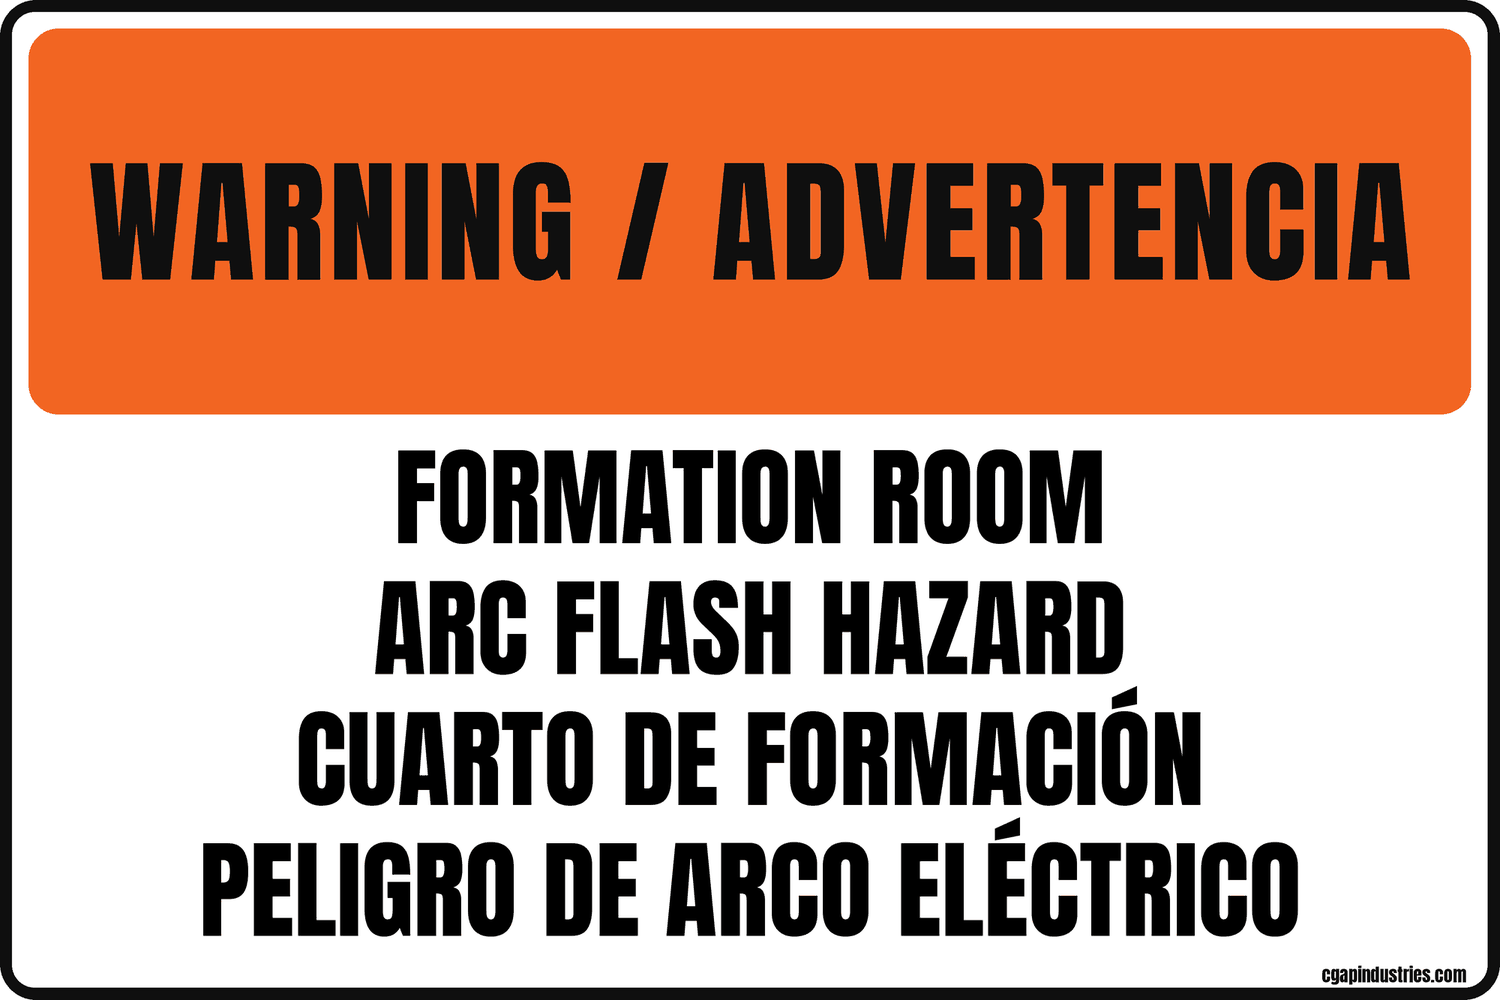 WARNING / ADVERTENCIA
FORMATION ROOM
ARC FLASH HAZARD
CUARTO DE FORMACIÓN
PELIGRO DE ARCO ELÉCTRICO
cgapindustries.com